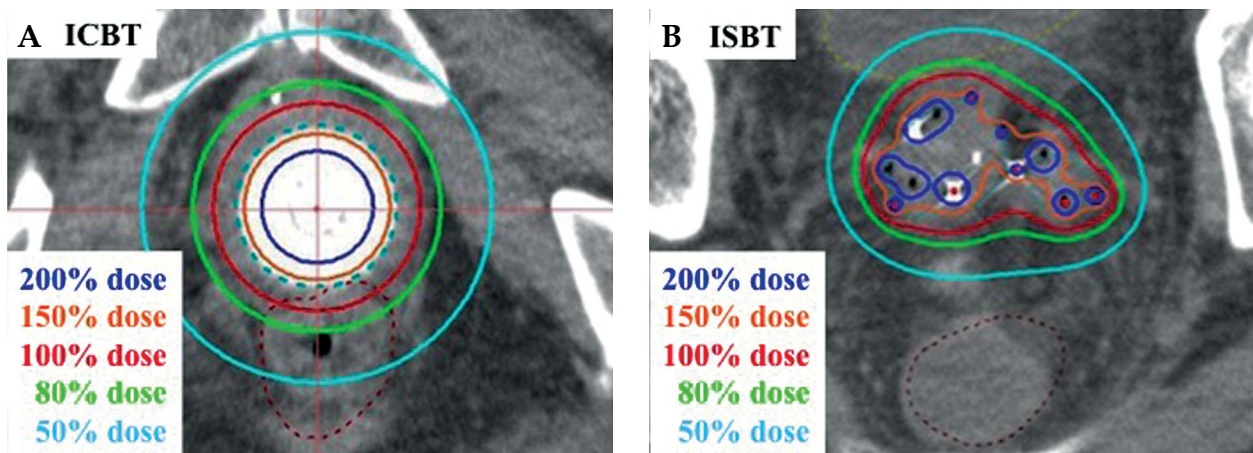 A ICBT
200% dose
150% dose
100% dose
80% dose
50% dose
B ISBT
200% dose
150% dose
100% dose
80% dose
50% dose